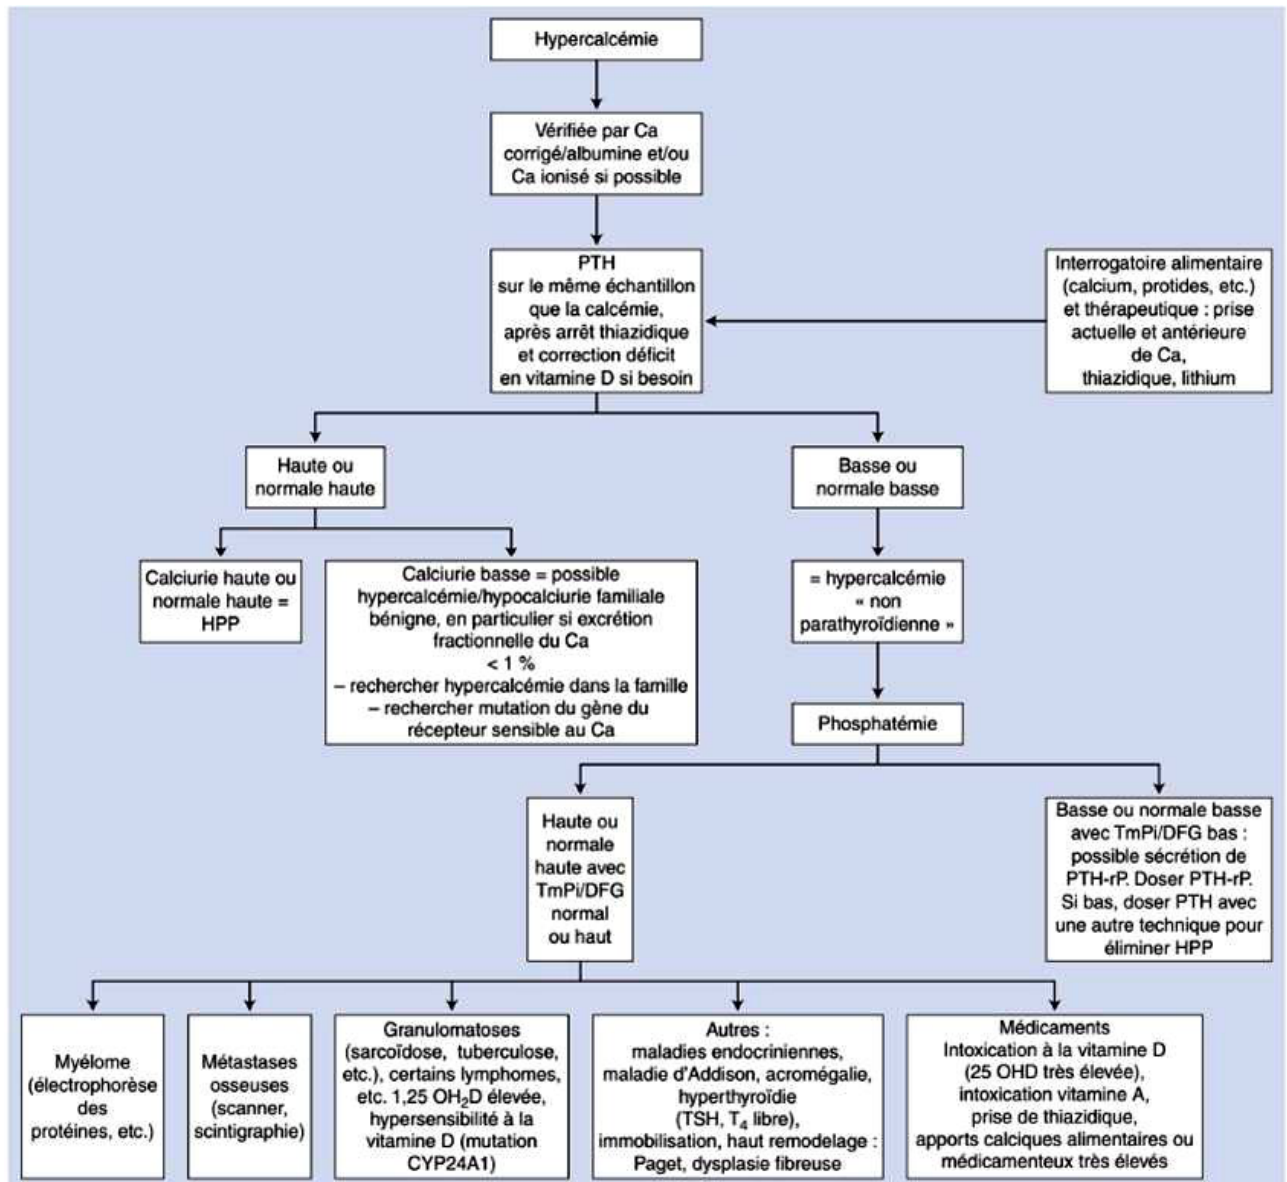 Hypercalcémie
Vérifiée par Ca
corrigé/albumine et/ou
Ca ionisé si possible
PTH
sur le même échantillon
que la calcémie,
après arrêt thiazidique
et correction déficit
en vitamine D si besoin
Interrogatoire alimentaire
(calcium, protides, etc.)
et thérapeutique : prise
actuelle et antérieure
de Ca,
thiazidique, lithium
Haute ou
normale haute
Basse ou
normale basse
Calciurie haute ou
normale haute =
HPP
Calciurie basse = possible
hypercalcémie/hypocalciurie familiale
bénigne, en particulier si excrétion
fractionnelle du Ca
< 1 %
– rechercher hypercalcémie dans la famille
– rechercher mutation du gène du
récepteur sensible au Ca
= hypercalcémie
« non
parathyroïdienne »
Phosphatémie
Haute ou
normale
haute avec
TmPi/DFG
normal
ou haut
Basse ou normale basse
avec TmPi/DFG bas :
possible sécrétion de
PTH-rP. Doser PTH-rP.
Si bas, doser PTH avec
une autre technique pour
éliminer HPP
Myélome
(électrophorèse
des
protéines, etc.)
Métastases
osseuses
(scanner,
scintigraphie)
Granulomatoses
(sarcoïdose, tuberculose,
etc.), certains lymphomes,
etc. 1,25 OH₂D élevée,
hypersensibilité à la
vitamine D (mutation
CYP24A1)
Autres :
maladies endocriniennes,
maladie d'Addison, acromégalie,
hyperthyroïdie
(TSH, T₄ libre),
immobilisation, haut remodelage :
Paget, dysplasie fibreuse
Médicaments
Intoxication à la vitamine D
(25 OHD très élevée),
intoxication vitamine A,
prise de thiazidique,
apports calciques alimentaires ou
médicamenteux très élevés